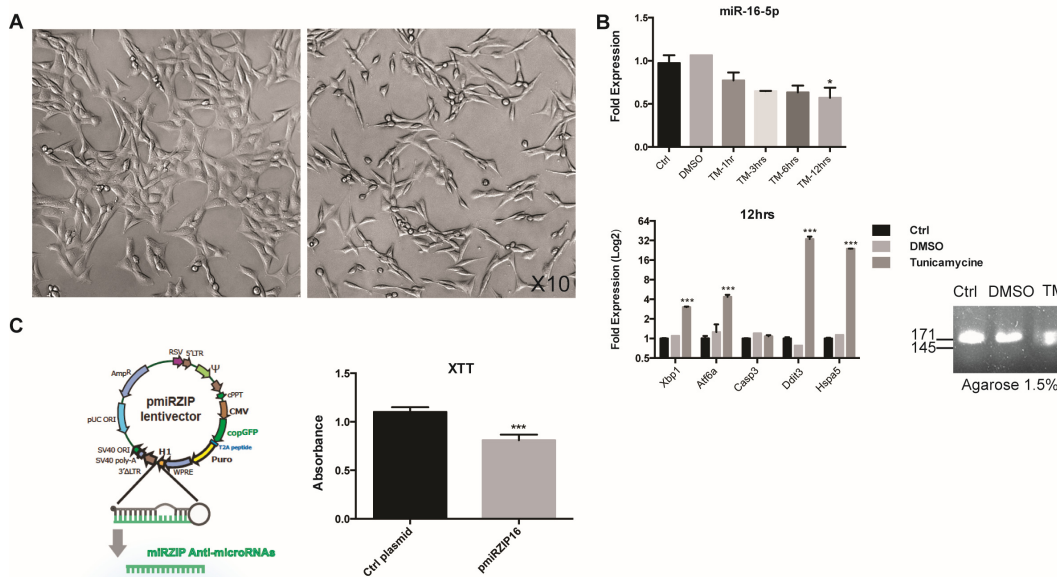 A
X10
B
miR-16-5p
Fold Expression
1.5
1.0
0.5
0.0
Ctrl
DMSO
TM-1hr
TM-3hrs
TM-6hrs
TM-12hrs
*
12hrs
Fold Expression (Log2)
64
32
16
8
4
2
1
0.5
***
***
***
***
Xbp1
Atf6a
Casp3
Ddit3
Hspa5
Ctrl
DMSO
Tunicamycine
Ctrl DMSO TM
171
145
Agarose 1.5%
C
RSV
5'LTR
Ψ
cPPT
CMV
copGFP
T2A peptide
Puro
WPRE
H1
3'ΔLTR
SV40 poly-A
SV40 ORI
pUC ORI
AmpR
pmiRZIP
lentivector
miRZIP Anti-microRNAs
XTT
Absorbance
1.5
1.0
0.5
0.0
***
Ctrl plasmid
pmiRZIP16